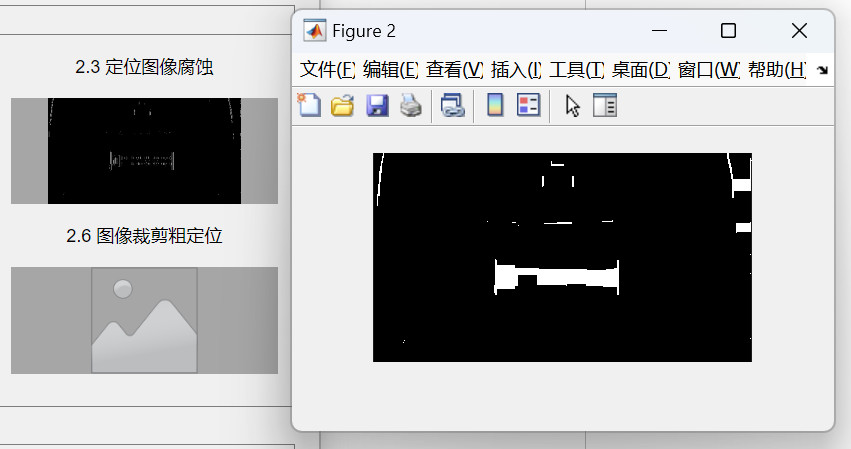 2.3 定位图像腐蚀
2.6 图像裁剪粗定位
Figure 2
文件(F) 编辑(E) 查看(V) 插入(I) 工具(T) 桌面(D) 窗口(W) 帮助(H)